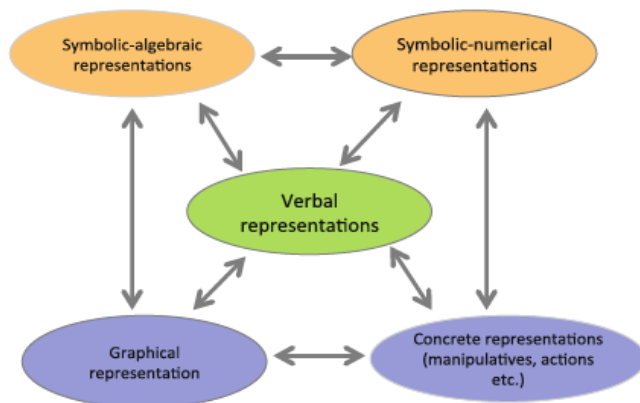 Symbolic-algebraic
representations
Symbolic-numerical
representations
Verbal
representations
Graphical
representation
Concrete representations
(manipulatives, actions
etc.)